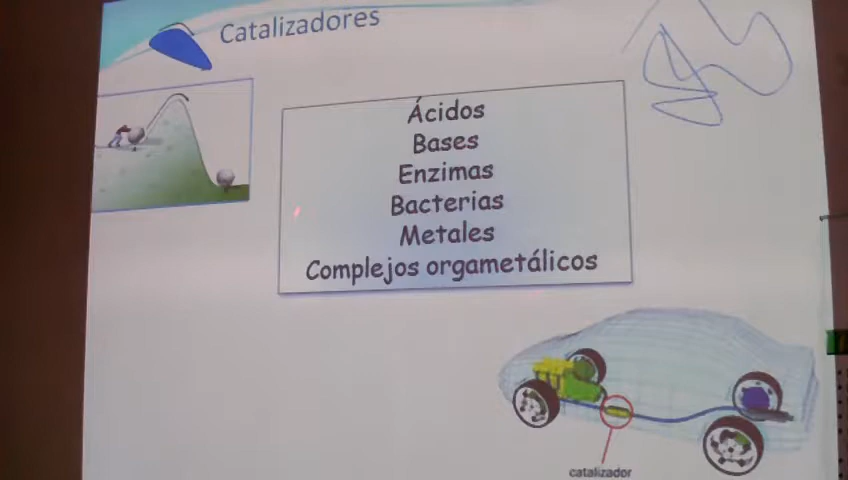 Catalizadores
Ácidos
Bases
Enzimas
Bacterias
Metales
Complejos orgametálicos
catalizador